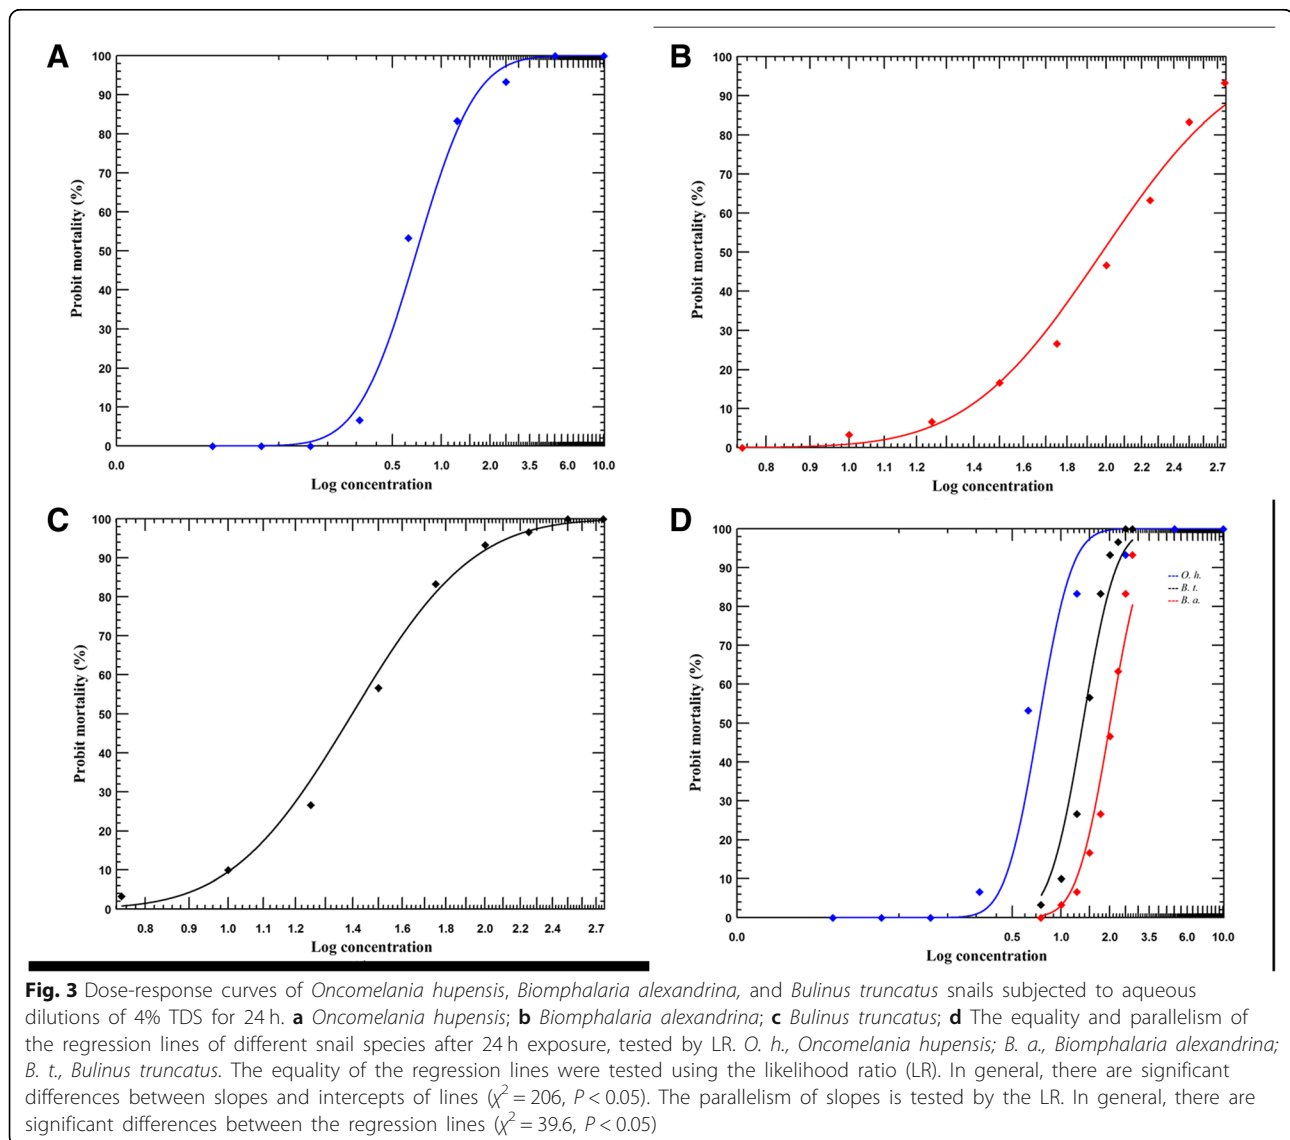 A
100
90
80
70
60
50
40
30
20
10
0
Probit mortality (%)
0.0 0.5 1.0 2.0 3.5 6.0 10.0
Log concentration
B
100
90
80
70
60
50
40
30
20
10
0
Probit mortality (%)
0.8 0.9 1.0 1.1 1.2 1.4 1.6 1.8 2.0 2.2 2.4 2.7
Log concentration
C
100
90
80
70
60
50
40
30
20
10
0
Probit mortality (%)
0.8 1.0 1.1 1.2 1.4 1.6 1.8 2.0 2.2 2.4 2.7
Log concentration
D
100
90
80
70
60
50
40
30
20
10
0
Probit mortality (%)
O. h.
B. t.
B. a.
0.0 0.5 1.0 2.0 3.5 6.0 10.0
Log concentration
Fig. 3 Dose-response curves of Oncomelania hupensis, Biomphalaria alexandrina, and Bulinus truncatus snails subjected to aqueous
dilutions of 4% TDS for 24 h. a Oncomelania hupensis; b Biomphalaria alexandrina; c Bulinus truncatus; d The equality and parallelism of
the regression lines of different snail species after 24 h exposure, tested by LR. O. h., Oncomelania hupensis; B. a., Biomphalaria alexandrina;
B. t., Bulinus truncatus. The equality of the regression lines were tested using the likelihood ratio (LR). In general, there are significant
differences between slopes and intercepts of lines (χ² = 206, P < 0.05). The parallelism of slopes is tested by the LR. In general, there are
significant differences between the regression lines (χ² = 39.6, P < 0.05)